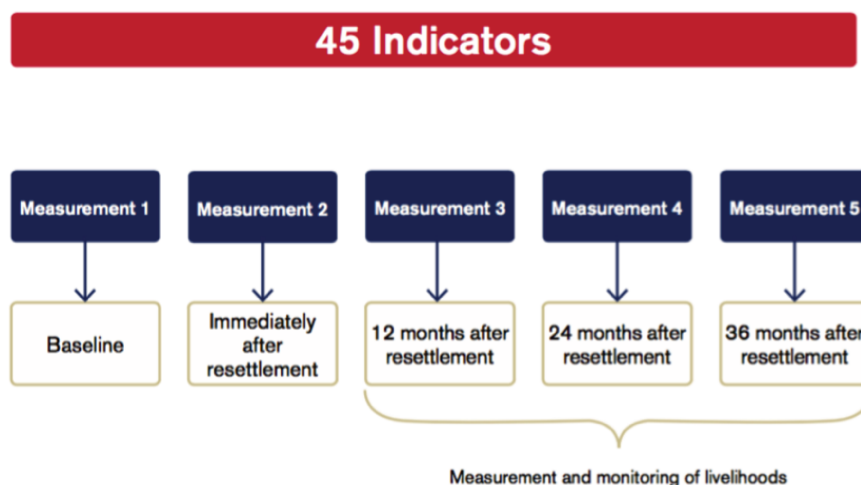 45 Indicators
Measurement 1
Measurement 2
Measurement 3
Measurement 4
Measurement 5
Baseline
Immediately
after
resettlement
12 months after
resettlement
24 months after
resettlement
36 months after
resettlement
Measurement and monitoring of livelihoods